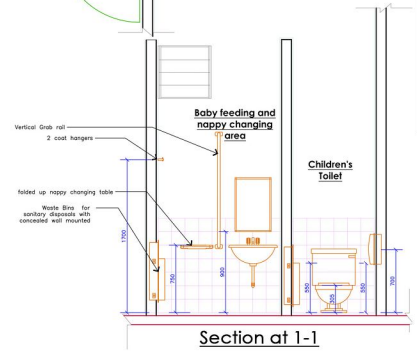 Baby feeding and
nappy changing
area
Vertical Grab rail
2 coat hangers
Children's
Toilet
folded up nappy changing table
Waste Bins for
sanitary disposals with
concealed wall mounted
1700
750
900
550
305
550
700
Section at 1-1